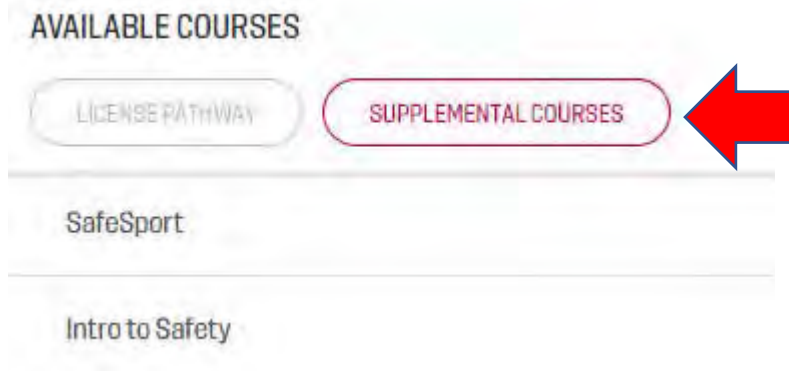 AVAILABLE COURSES
LICENSE PATHWAY SUPPLEMENTAL COURSES
SafeSport
Intro to Safety